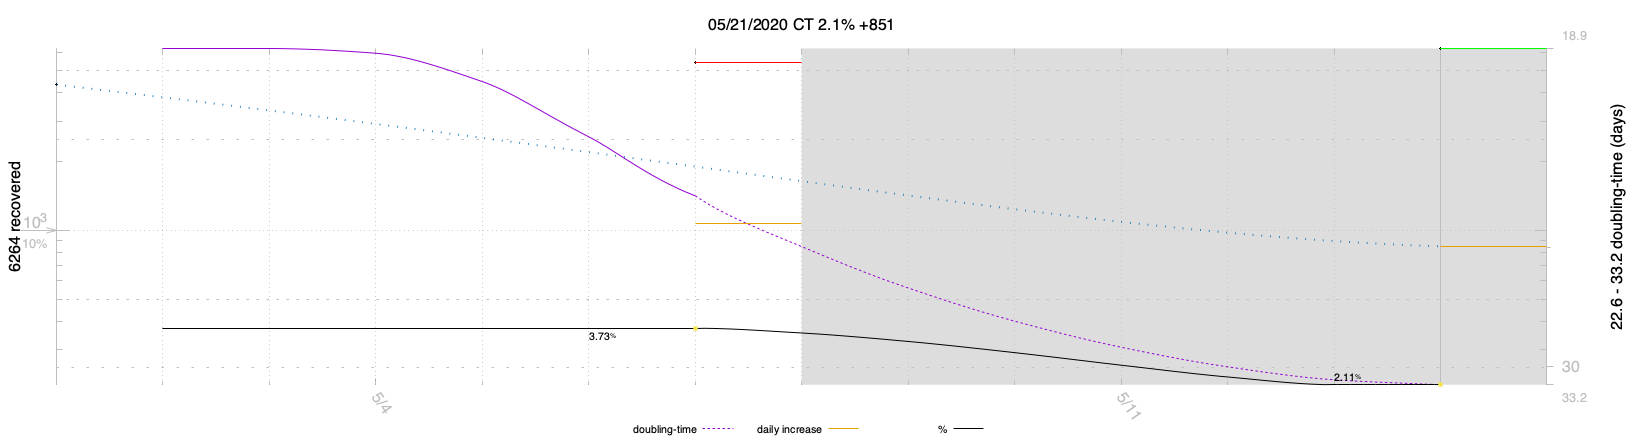 05/21/2020 CT 2.1% +851
18.9
6264 recovered
10³
10%
3.73%
2.11%
22.6 - 33.2 doubling-time (days)
30
33.2
5/4
5/11
doubling-time
daily increase
%